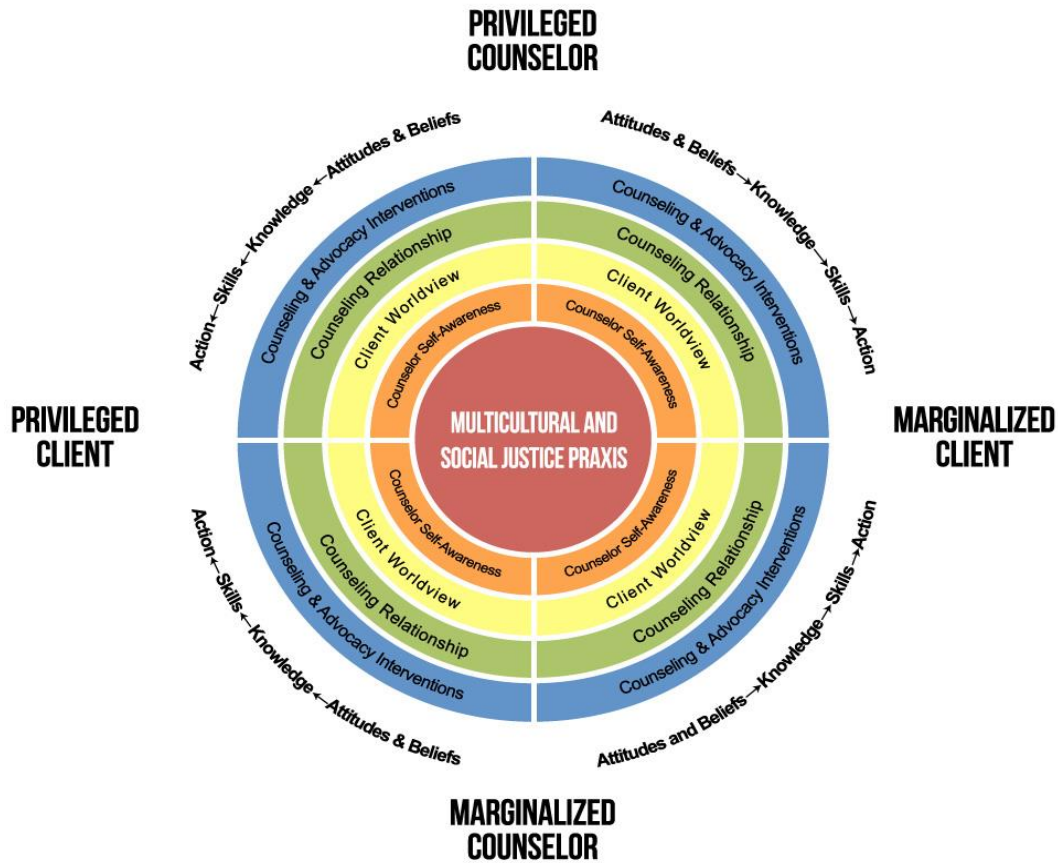 PRIVILEGED
COUNSELOR
Action←Skills←Knowledge←Attitudes & Beliefs
Attitudes & Beliefs→Knowledge→Skills→Action
Counseling & Advocacy Interventions
Counseling & Advocacy Interventions
Counseling Relationship
Counseling Relationship
Client Worldview
Client Worldview
Counselor Self-Awareness
Counselor Self-Awareness
PRIVILEGED
CLIENT
MULTICULTURAL AND
SOCIAL JUSTICE PRAXIS
MARGINALIZED
CLIENT
Counselor Self-Awareness
Counselor Self-Awareness
Client Worldview
Client Worldview
Counseling Relationship
Counseling Relationship
Counseling & Advocacy Interventions
Counseling & Advocacy Interventions
Action←Skills←Knowledge←Attitudes & Beliefs
Attitudes and Beliefs→Knowledge→Skills→Action
MARGINALIZED
COUNSELOR